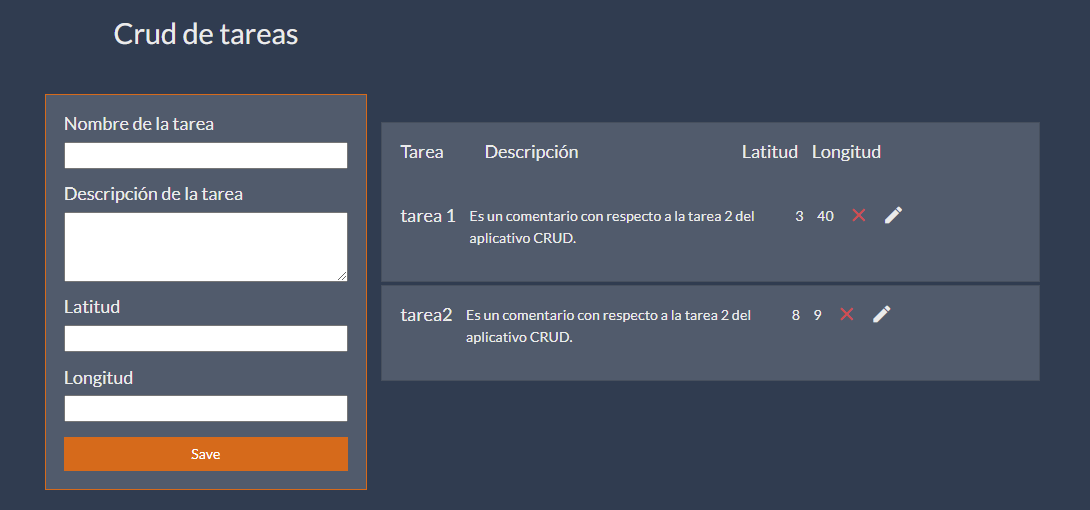 Crud de tareas
Nombre de la tarea
Descripción de la tarea
Latitud
Longitud
Save
Tarea Descripción Latitud Longitud
tarea 1 Es un comentario con respecto a la tarea 2 del 3 40
aplicativo CRUD.
tarea2 Es un comentario con respecto a la tarea 2 del 8 9
aplicativo CRUD.